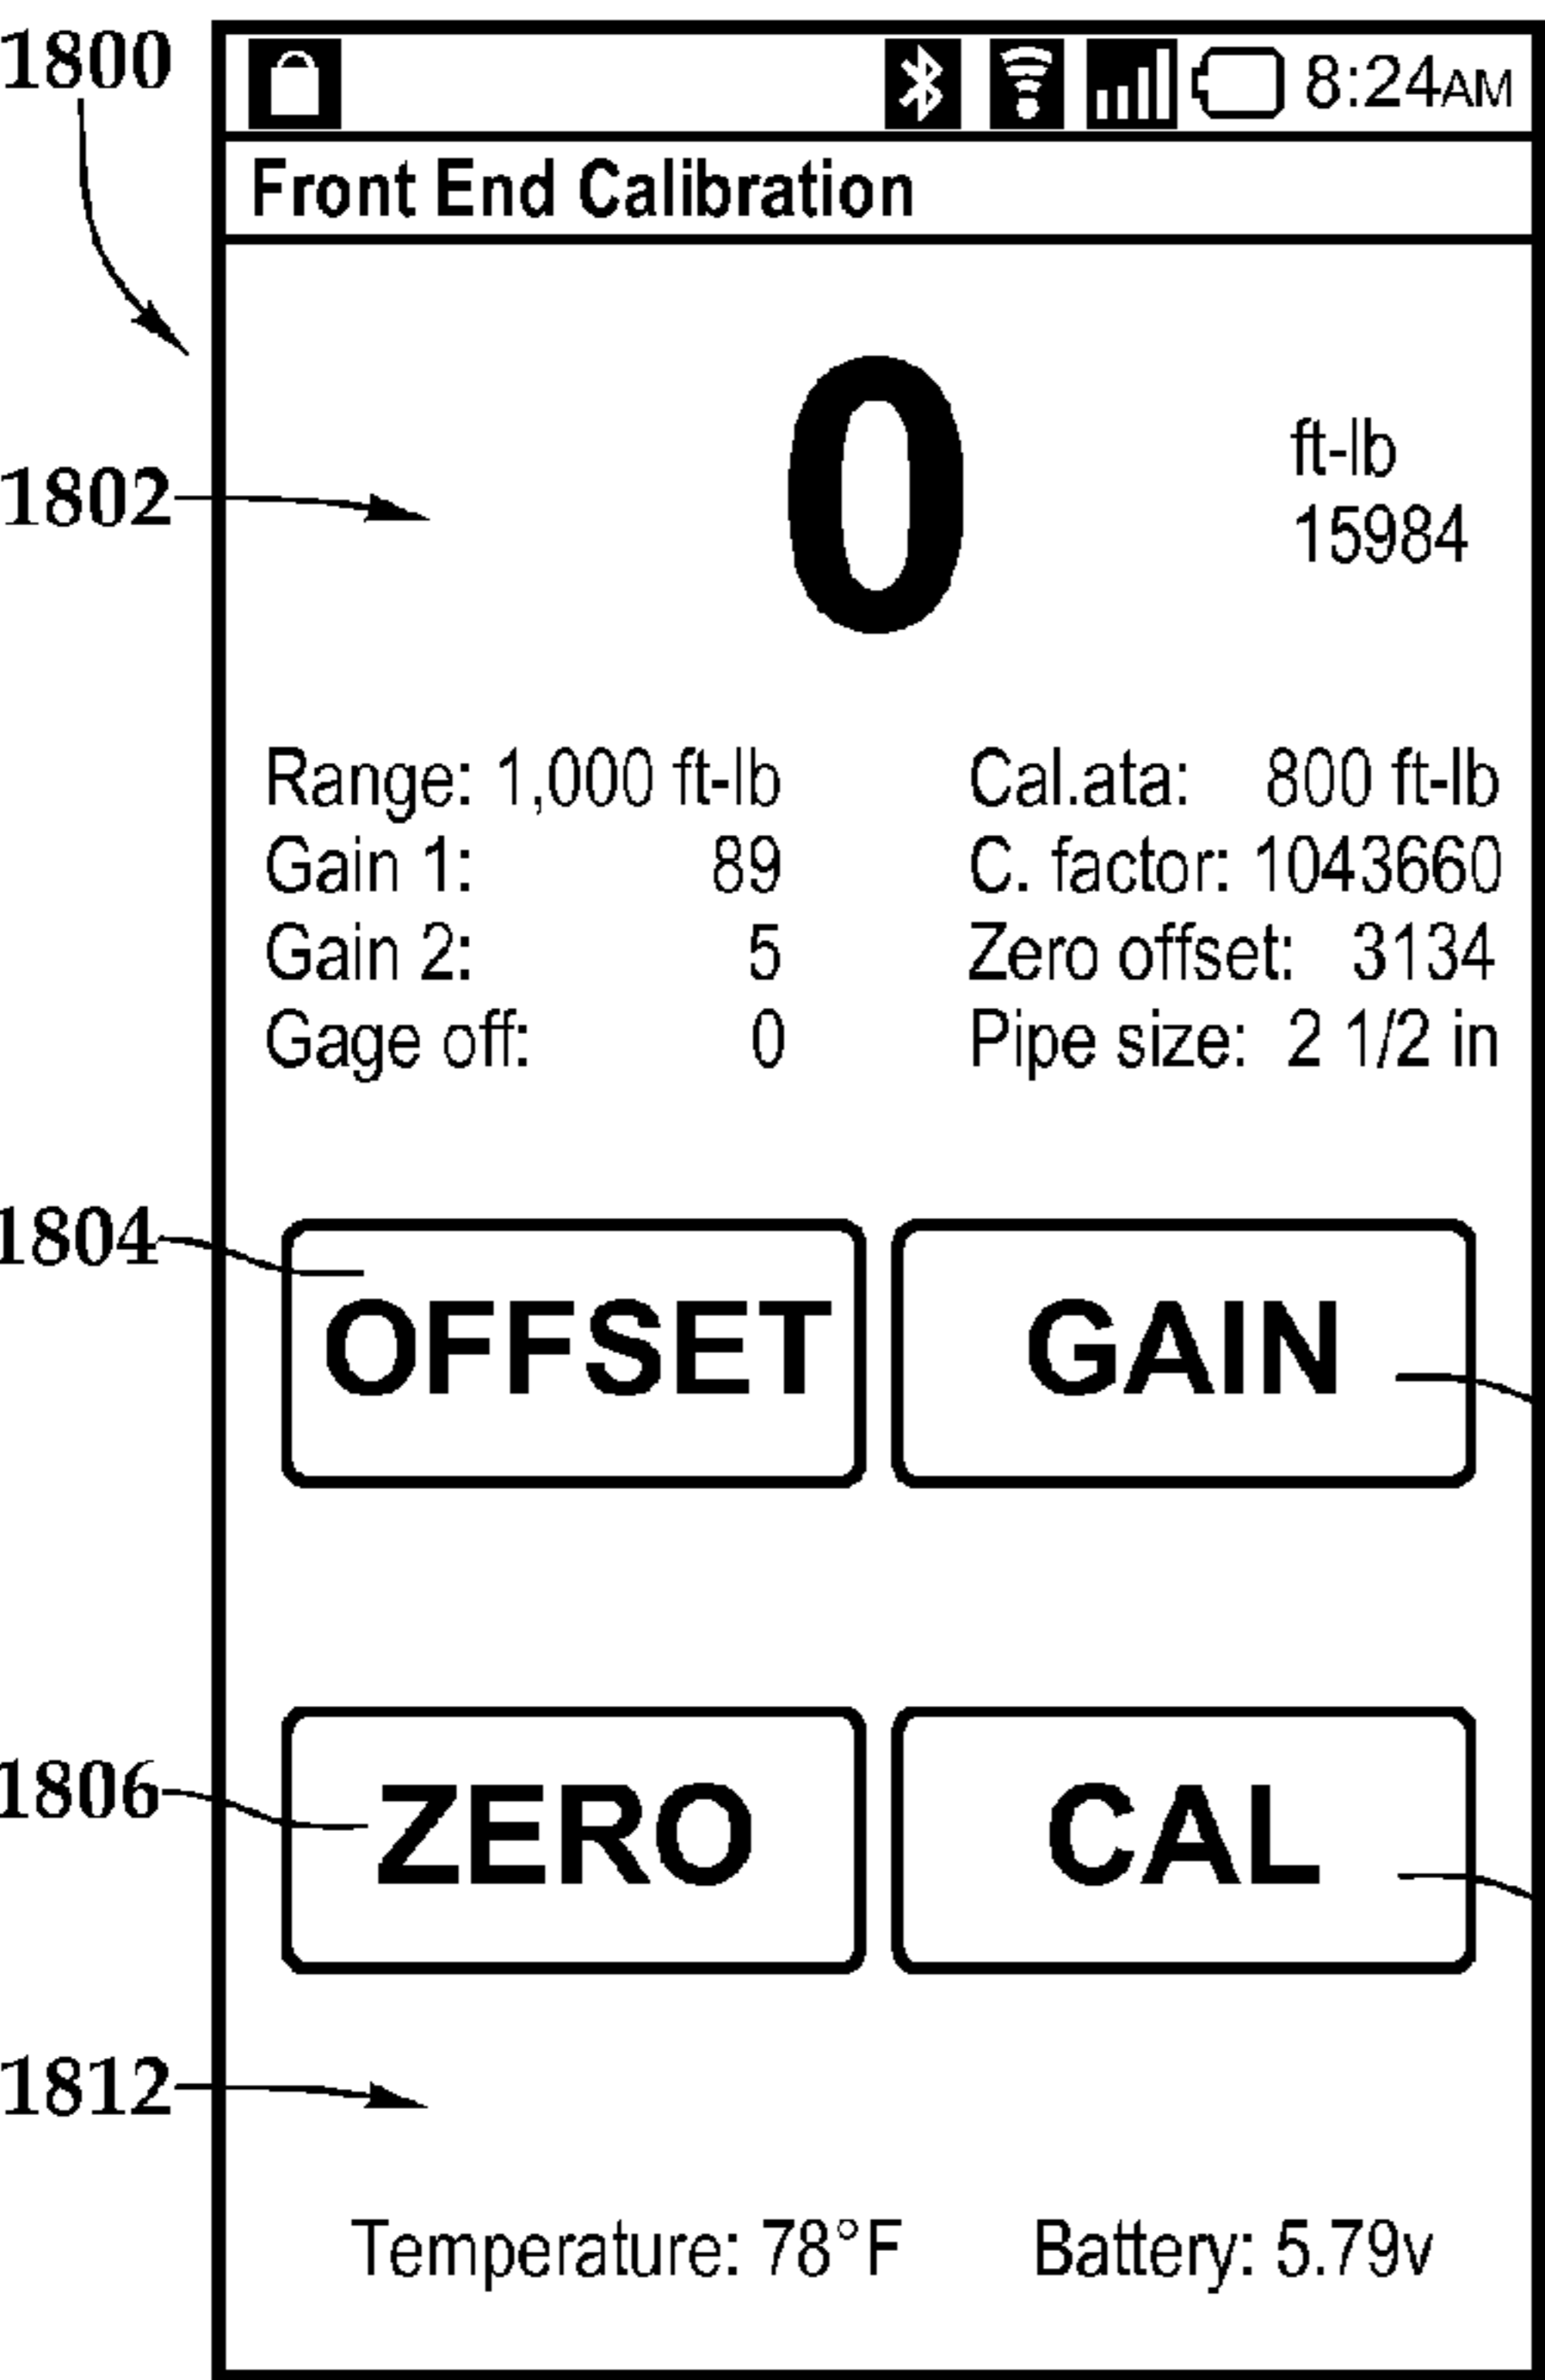 1800
8:24AM
Front End Calibration
0
ft-lb
1802
15984
Range: 1,000 ft-lb Cal.ata: 800 ft-lb
Gain 1: 89 C. factor: 1043660
Gain 2: 5 Zero offset: 3134
Gage off: 0 Pipe size: 2 1/2 in
1804
OFFSET GAIN
1806
ZERO CAL
1812
Temperature: 78°F Battery: 5.79v